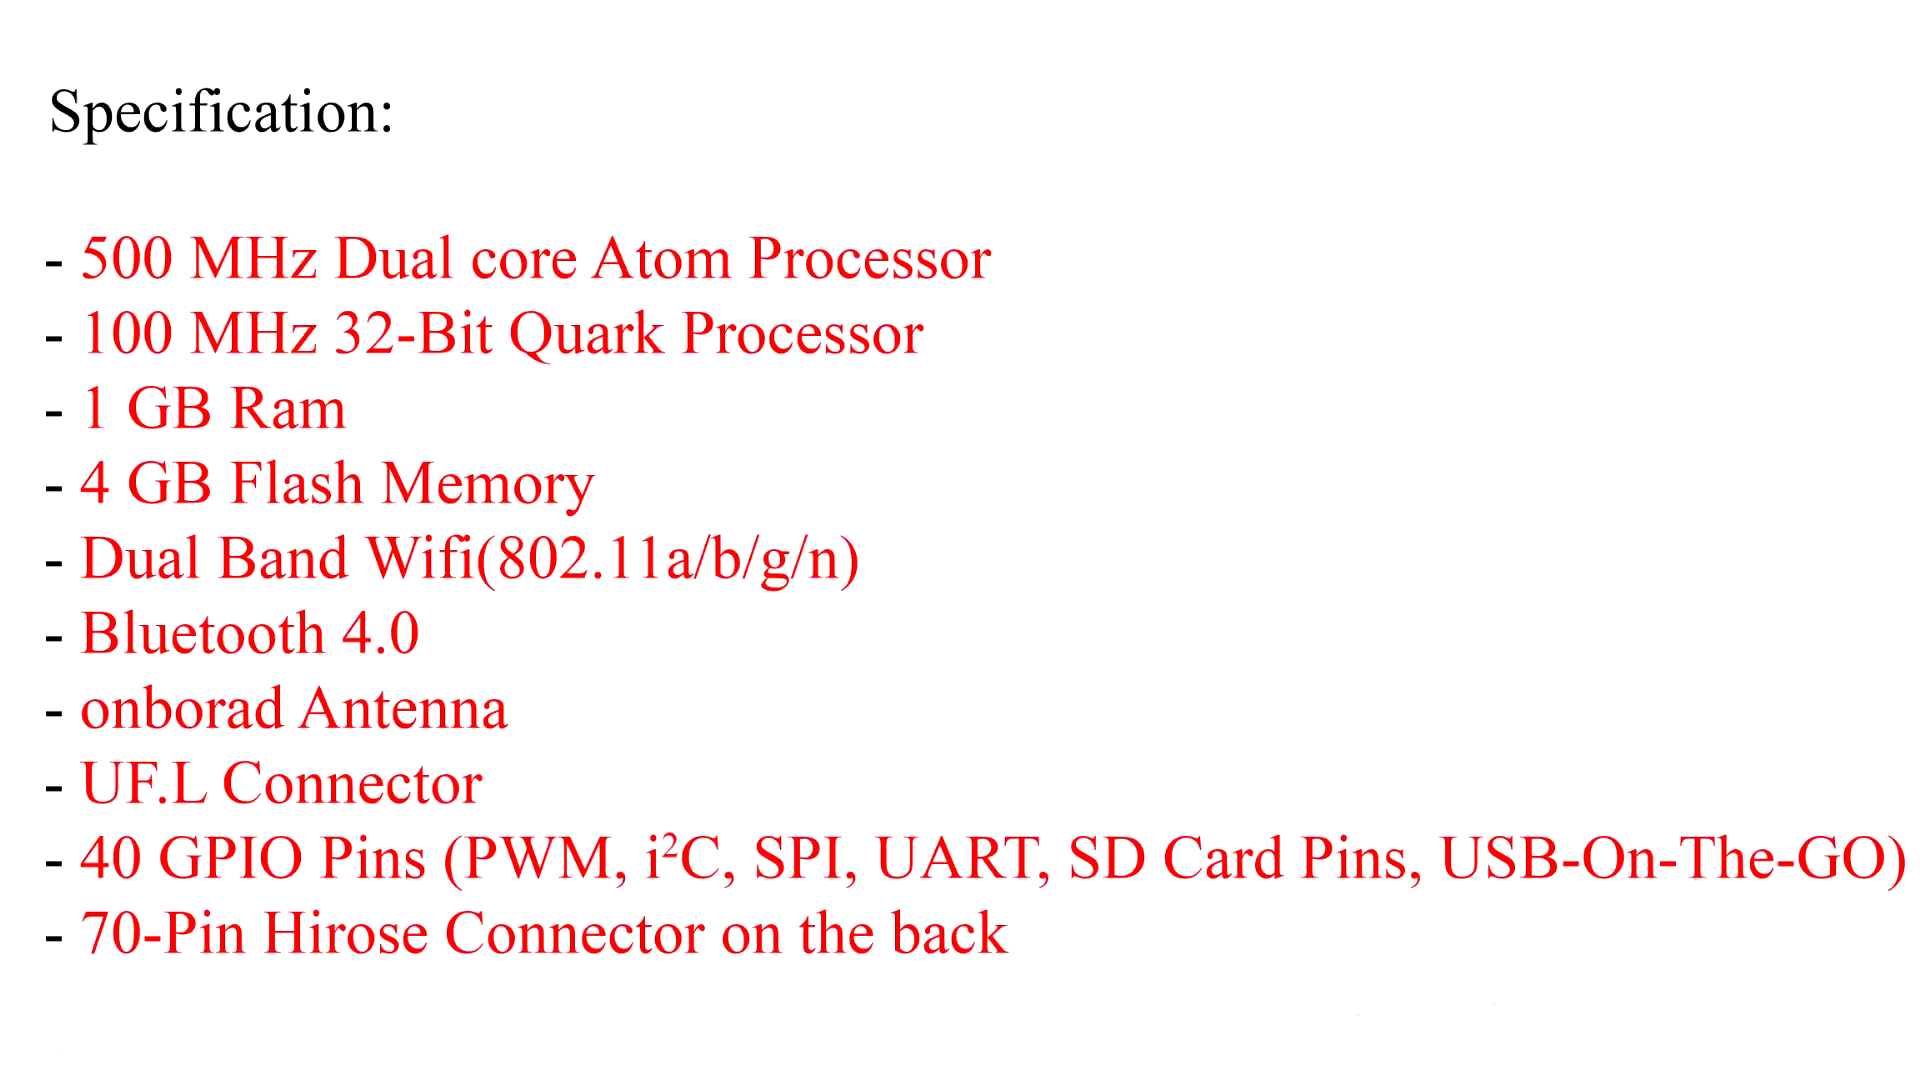 Specification:
- 500 MHz Dual core Atom Processor
- 100 MHz 32-Bit Quark Processor
- 1 GB Ram
- 4 GB Flash Memory
- Dual Band Wifi(802.11a/b/g/n)
- Bluetooth 4.0
- onborad Antenna
- UF.L Connector
- 40 GPIO Pins (PWM, i²C, SPI, UART, SD Card Pins, USB-On-The-GO)
- 70-Pin Hirose Connector on the back